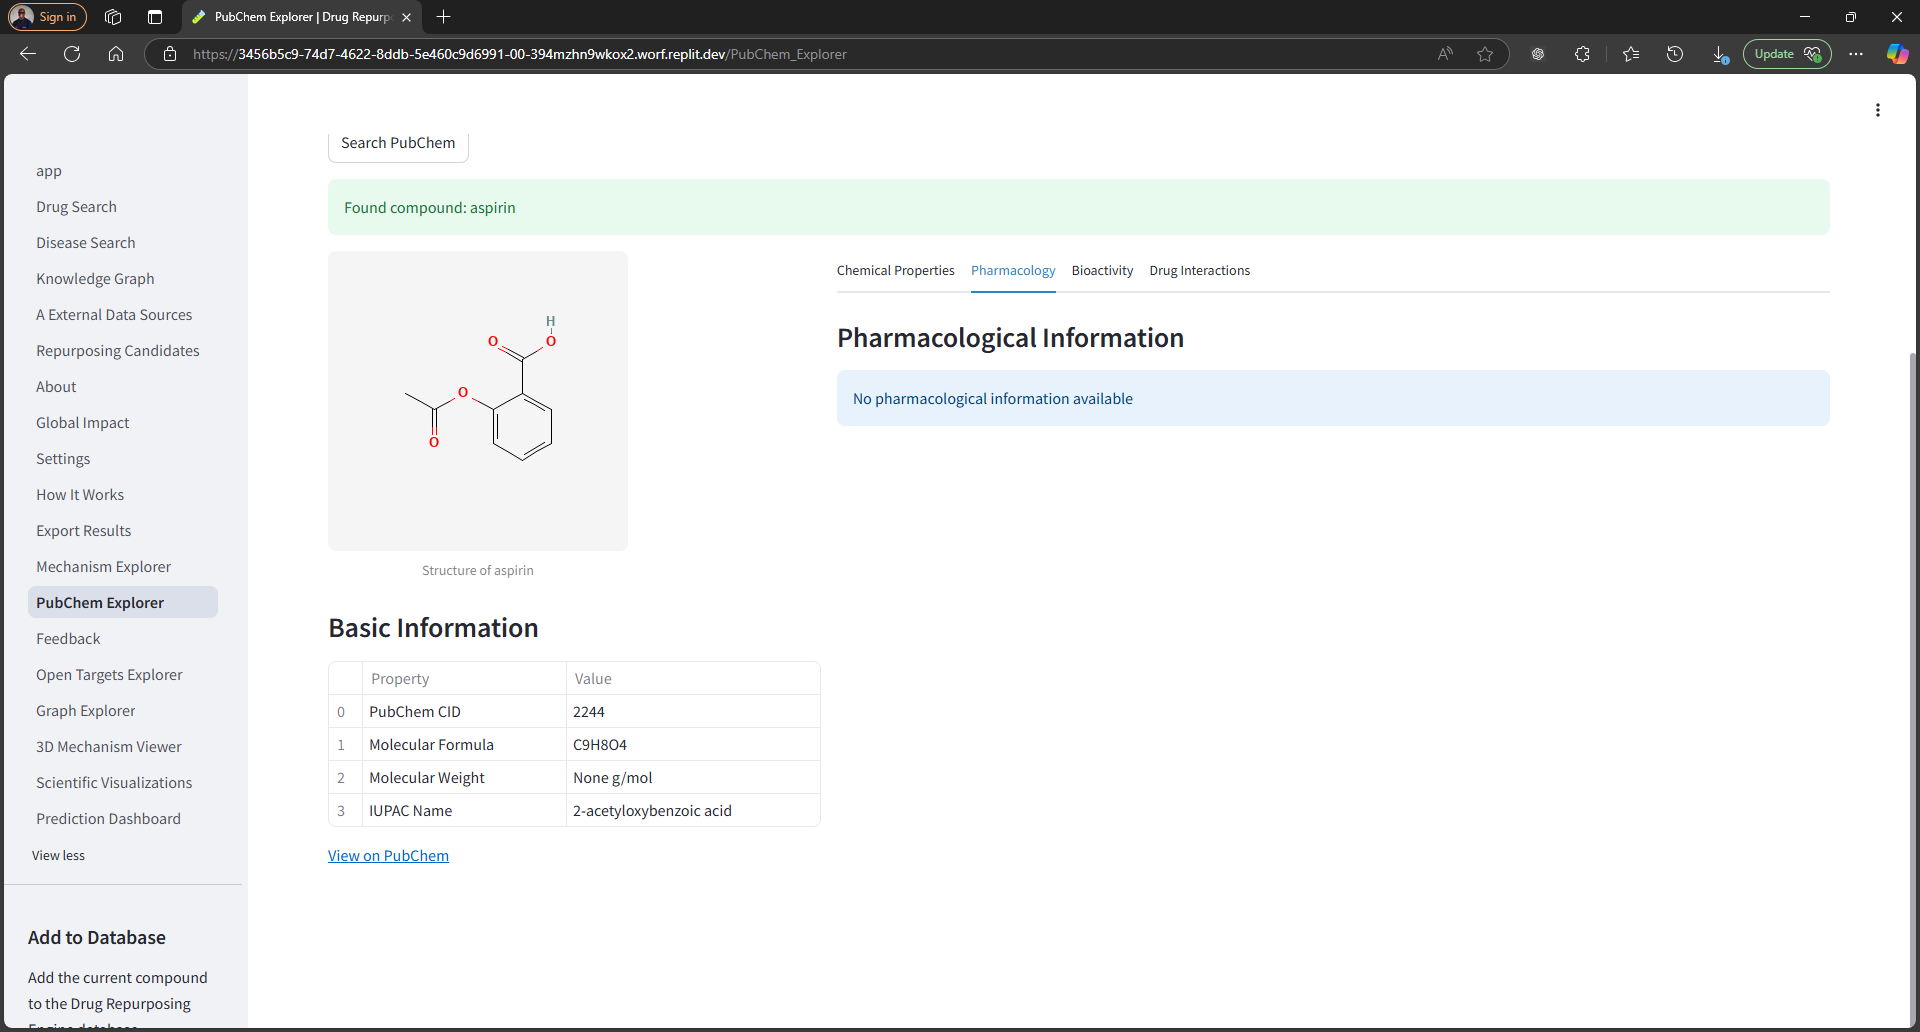 Sign in
PubChem Explorer | Drug Repurp
https://3456b5c9-74d7-4622-8ddb-5e460c9d6991-00-394mzhn9wkox2.worf.replit.dev/PubChem_Explorer
Update
app
Drug Search
Disease Search
Knowledge Graph
A External Data Sources
Repurposing Candidates
About
Global Impact
Settings
How It Works
Export Results
Mechanism Explorer
PubChem Explorer
Feedback
Open Targets Explorer
Graph Explorer
3D Mechanism Viewer
Scientific Visualizations
Prediction Dashboard
View less
Add to Database
Add the current compound
to the Drug Repurposing
Engine database
Search PubChem
Found compound: aspirin
H
O
O
O
O
Structure of aspirin
Basic Information
Property Value
0 PubChem CID 2244
1 Molecular Formula C9H8O4
2 Molecular Weight None g/mol
3 IUPAC Name 2-acetyloxybenzoic acid
View on PubChem
Chemical Properties Pharmacology Bioactivity Drug Interactions
Pharmacological Information
No pharmacological information available